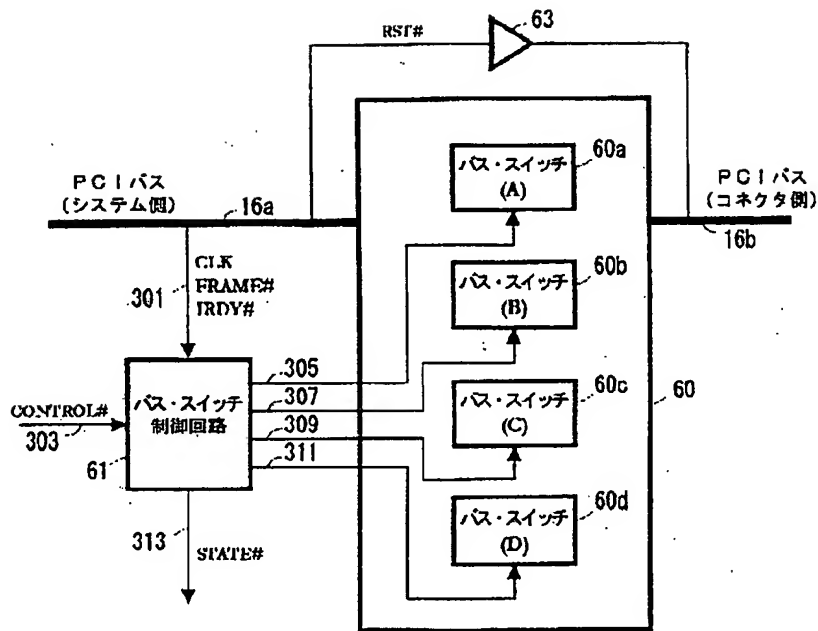 RST#
63
PCIバス
(システム側)
16a
バス・スイッチ
(A)
60a
PCIバス
(コネクタ側)
16b
301
CLK
FRAME#
IRDY#
バス・スイッチ
(B)
60b
305
307
309
311
CONTROL#
303
バス・スイッチ
制御回路
61
バス・スイッチ
(C)
60c
60
バス・スイッチ
(D)
60d
313
STATE#